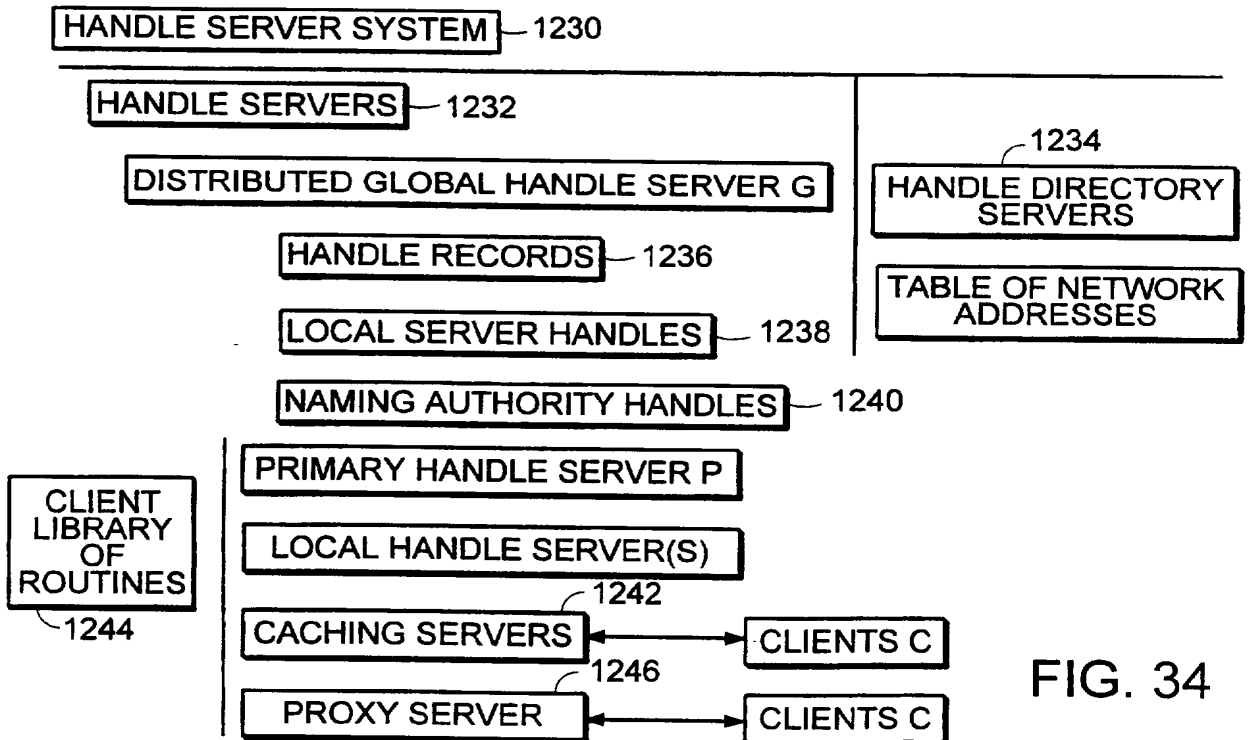 HANDLE SERVER SYSTEM 1230
HANDLE SERVERS 1232
DISTRIBUTED GLOBAL HANDLE SERVER G
1234
HANDLE DIRECTORY
SERVERS
HANDLE RECORDS 1236
TABLE OF NETWORK
ADDRESSES
LOCAL SERVER HANDLES 1238
NAMING AUTHORITY HANDLES 1240
PRIMARY HANDLE SERVER P
CLIENT
LIBRARY
OF
ROUTINES
1244
LOCAL HANDLE SERVER(S)
1242
CACHING SERVERS
CLIENTS C
1246
PROXY SERVER
CLIENTS C
FIG. 34